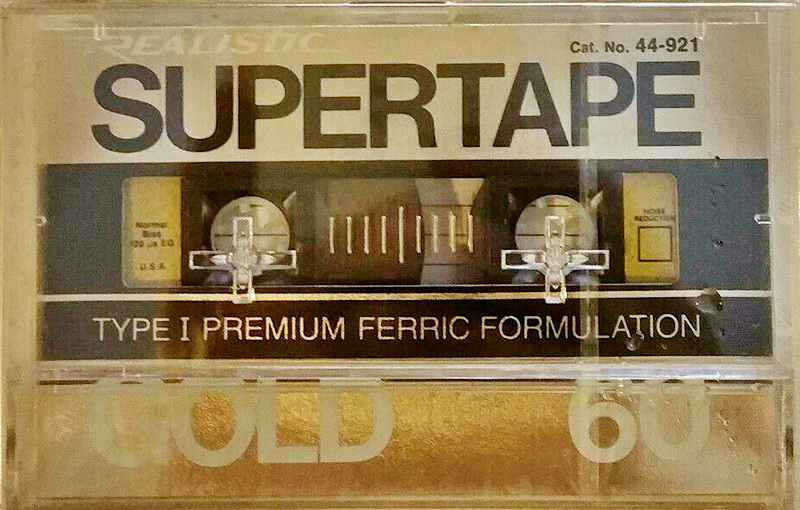 REALISTIC
Cat. No. 44-921
SUPERTAPE
Normal
Bias
120 µs EQ
U.S.A.
NOISE
REDUCTION
TYPE I PREMIUM FERRIC FORMULATION
GOLD 60